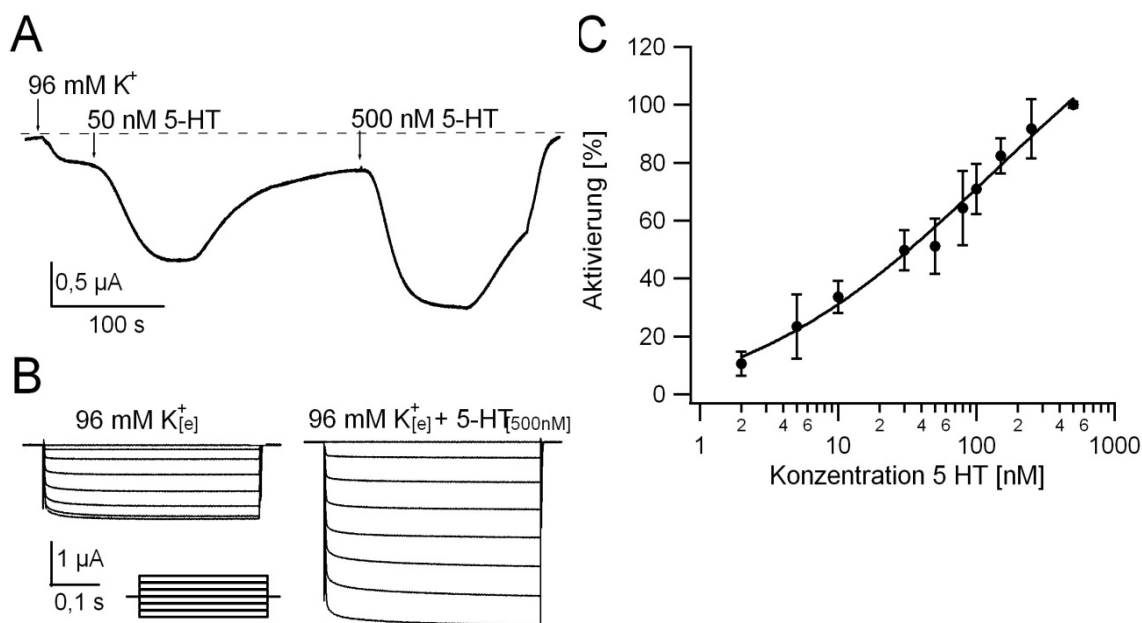 A
96 mM K+
50 nM 5-HT
500 nM 5-HT
0,5 µA
100 s
B
96 mM K+[e]
96 mM K+[e] + 5-HT[500nM]
1 µA
0,1 s
C
120
100
80
60
40
20
0
Aktivierung [%]
2 4 6 2 4 6 2 4 6
1 10 100 1000
Konzentration 5 HT [nM]